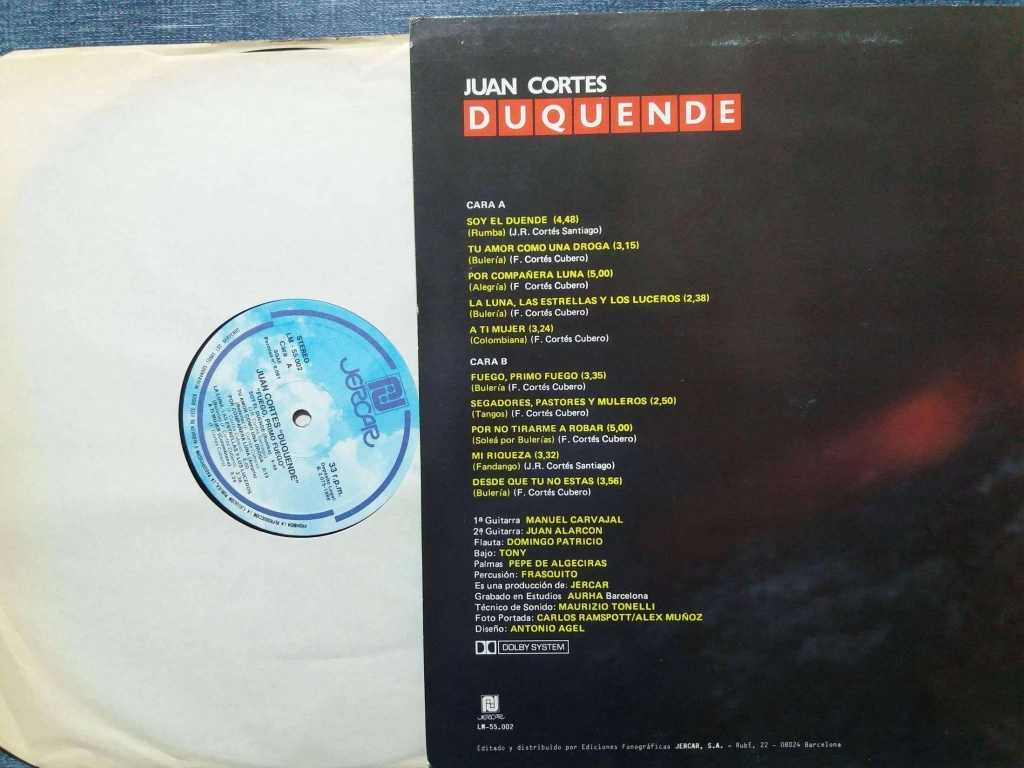 JUAN CORTES
DUQUENDE
CARA A
SOY EL DUENDE (4,48)
(Rumba) (J.R. Cortés Santiago)
TU AMOR COMO UNA DROGA (3,15)
(Bulería) (F. Cortés Cubero)
POR COMPAÑERA LUNA (5,00)
(Alegría) (F Cortés Cubero)
LA LUNA, LAS ESTRELLAS Y LOS LUCEROS (2,38)
(Bulería) (F. Cortés Cubero)
A TI MUJER (3,24)
(Colombiana) (F. Cortés Cubero)
CARA B
FUEGO, PRIMO FUEGO (3,35)
(Bulería (F. Cortés Cubero)
SEGADORES, PASTORES Y MULEROS (2,50)
(Tangos) (F. Cortés Cubero)
POR NO TIRARME A ROBAR (5,00)
(Soleá por Bulerías) (F. Cortés Cubero)
MI RIQUEZA (3,32)
(Fandango) (J.R. Cortés Santiago)
DESDE QUE TU NO ESTAS (3,56)
(Bulería) (F. Cortés Cubero)
1ª Guitarra MANUEL CARVAJAL
2ª Guitarra: JUAN ALARCON
Flauta: DOMINGO PATRICIO
Bajo: TONY
Palmas PEPE DE ALGECIRAS
Percusión: FRASQUITO
Es una producción de: JERCAR
Grabado en Estudios AURHA Barcelona
Técnico de Sonido: MAURIZIO TONELLI
Foto Portada: CARLOS RAMSPOTT/ALEX MUÑOZ
Diseño: ANTONIO AGEL
DOLBY SYSTEM
JERCAR
LM-55.002
Editado y distribuido por Ediciones Fonográficas JERCAR, S.A. – RubÍ, 22 - 08024 Barcelona
JERCAR
STEREO
LM - 55.002
Cara A
SGAE
33 r.p.m.
Depósito Legal
JUAN CORTES "DUQUENDE"
"FUEGO, PRIMO FUEGO"